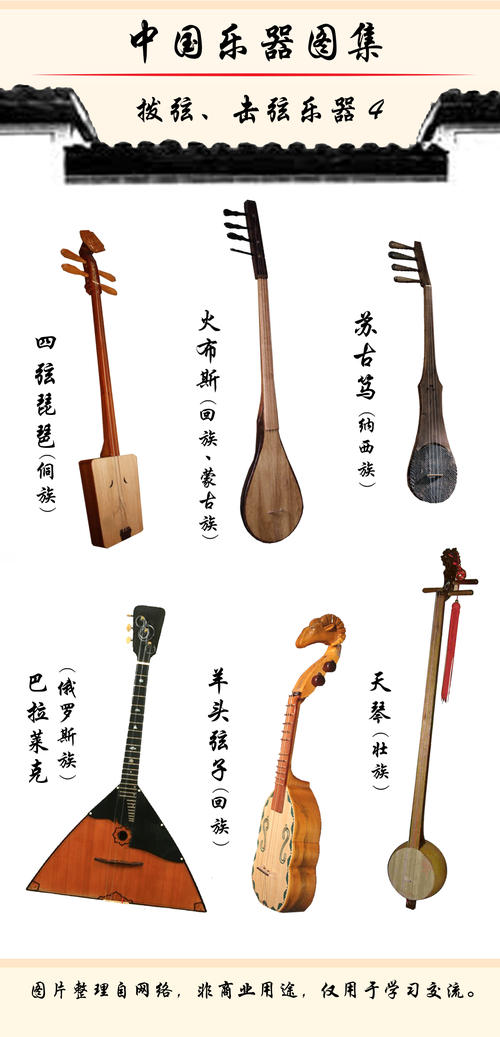 中国乐器图集
拨弦、击弦乐器4
四弦琵琶(侗族)
火布斯(回族、蒙古族)
苏古笃(纳西族)
巴拉莱克
(俄罗斯族)
羊头弦子(回族)
天琴(壮族)
图片整理自网络，非商业用途，仅用于学习交流。